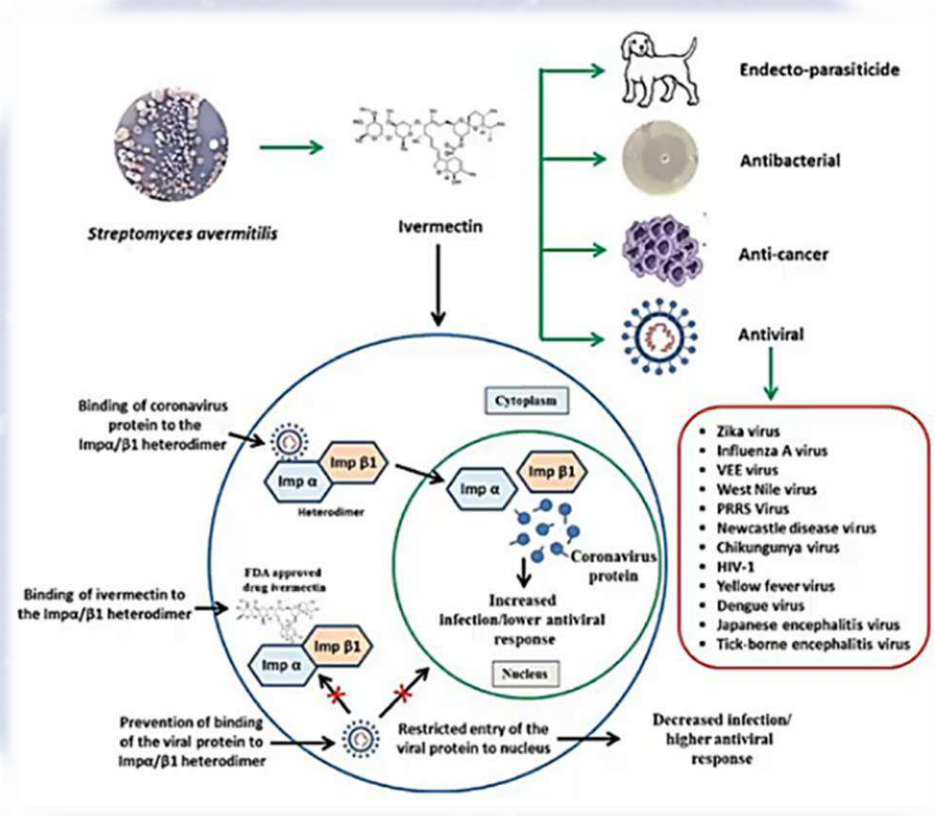 Endecto-parasiticide
Antibacterial
Streptomyces avermitilis
Ivermectin
Anti-cancer
Antiviral
Cytoplasm
Binding of coronavirus
protein to the
Impα/β1 heterodimer
Imp α
Imp β1
Heterodimer
Imp α
Imp β1
Coronavirus
protein
Increased
infection/lower antiviral
response
Nucleus
• Zika virus
• Influenza A virus
• VEE virus
• West Nile virus
• PRRS Virus
• Newcastle disease virus
• Chikungunya virus
• HIV-1
• Yellow fever virus
• Dengue virus
• Japanese encephalitis virus
• Tick-borne encephalitis virus
Binding of ivermectin to
the Impα/β1 heterodimer
FDA approved
drug ivermectin
Imp α
Imp β1
Prevention of binding
of the viral protein to
Impα/β1 heterodimer
Restricted entry of the
viral protein to nucleus
Decreased infection/
higher antiviral
response